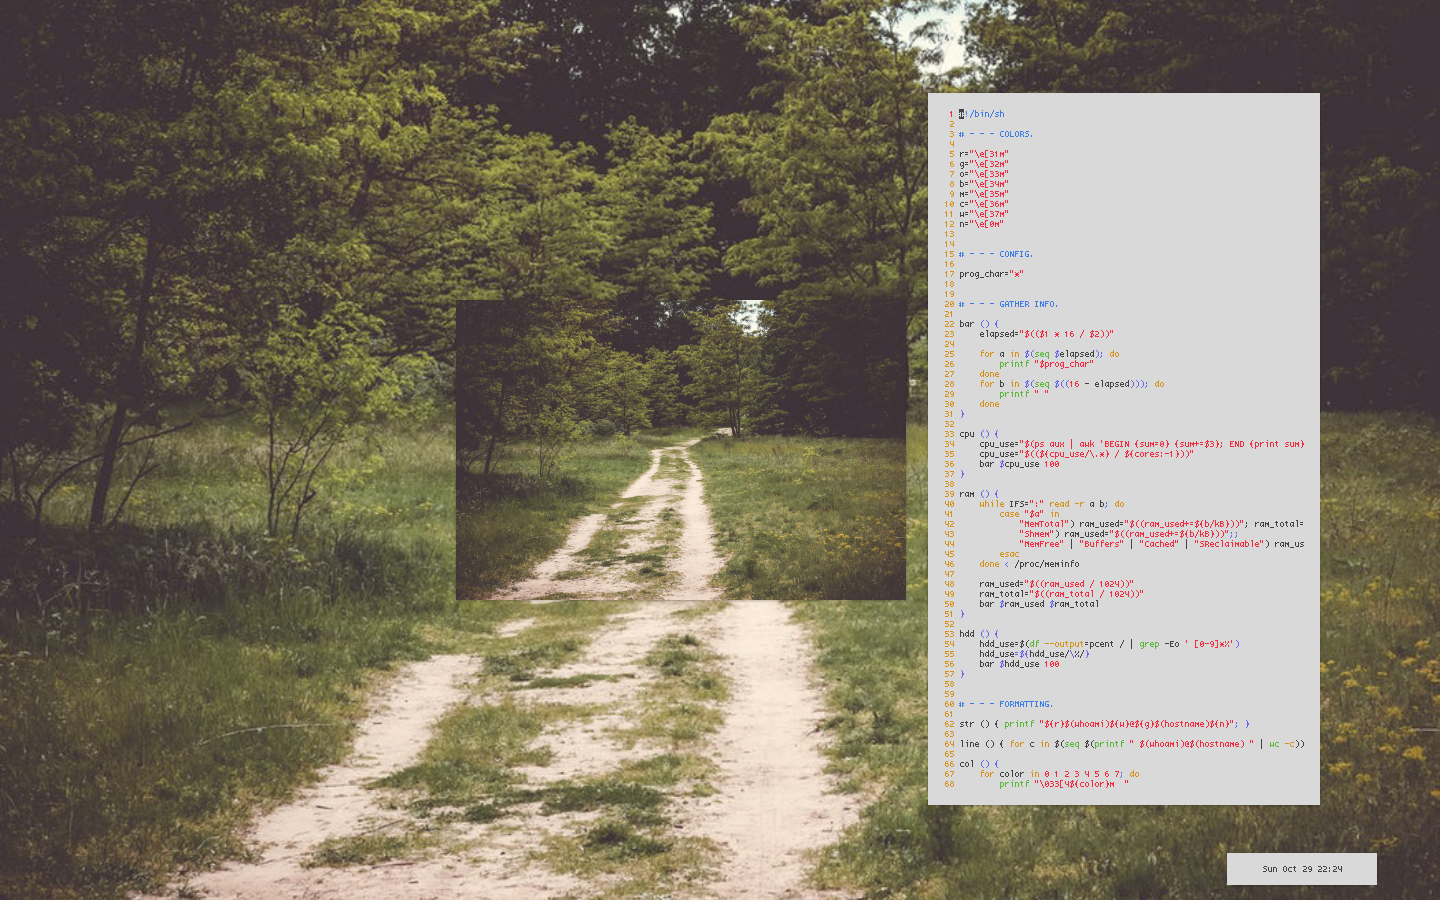 1 #!/bin/sh
2
3 # - - - COLORS.
4
5 r="\e[31m"
6 g="\e[32m"
7 o="\e[33m"
8 b="\e[34m"
9 m="\e[35m"
10 c="\e[36m"
11 w="\e[37m"
12 n="\e[0m"
13
14
15 # - - - CONFIG.
16
17 prog_char="*"
18
19
20 # - - - GATHER INFO.
21
22 bar () {
23     elapsed="$(($1 * 16 / $2))"
24
25     for a in $(seq $elapsed); do
26         printf "$prog_char"
27     done
28     for b in $(seq $((16 - elapsed))); do
29         printf " "
30     done
31 }
32
33 cpu () {
34     cpu_use="$(ps aux | awk 'BEGIN {sum=0} {sum+=$3}; END {print sum}
35     cpu_use="$((${cpu_use/\.*} / ${cores:-1}))"
36     bar $cpu_use 100
37 }
38
39 ram () {
40     while IFS=":" read -r a b; do
41         case "$a" in
42             "MemTotal") ram_used="$((ram_used+=${b/kB}))"; ram_total=
43             "Shmem") ram_used="$((ram_used+=${b/kB}))";;
44             "MemFree" | "Buffers" | "Cached" | "SReclaimable") ram_us
45         esac
46     done < /proc/meminfo
47
48     ram_used="$((ram_used / 1024))"
49     ram_total="$((ram_total / 1024))"
50     bar $ram_used $ram_total
51 }
52
53 hdd () {
54     hdd_use=$(df --output=pcent / | grep -Eo ' [0-9]*%')
55     hdd_use=${hdd_use/\%/}
56     bar $hdd_use 100
57 }
58
59
60 # - - - FORMATTING.
61
62 str () { printf "${r}$(whoami)${w}@${g}$(hostname)${n}"; }
63
64 line () { for c in $(seq $(printf " $(whoami)@$(hostname) " | wc -c))
65
66 col () {
67     for color in 0 1 2 3 4 5 6 7; do
68         printf "\033[4${color}m  "
Sun Oct 29 22:24